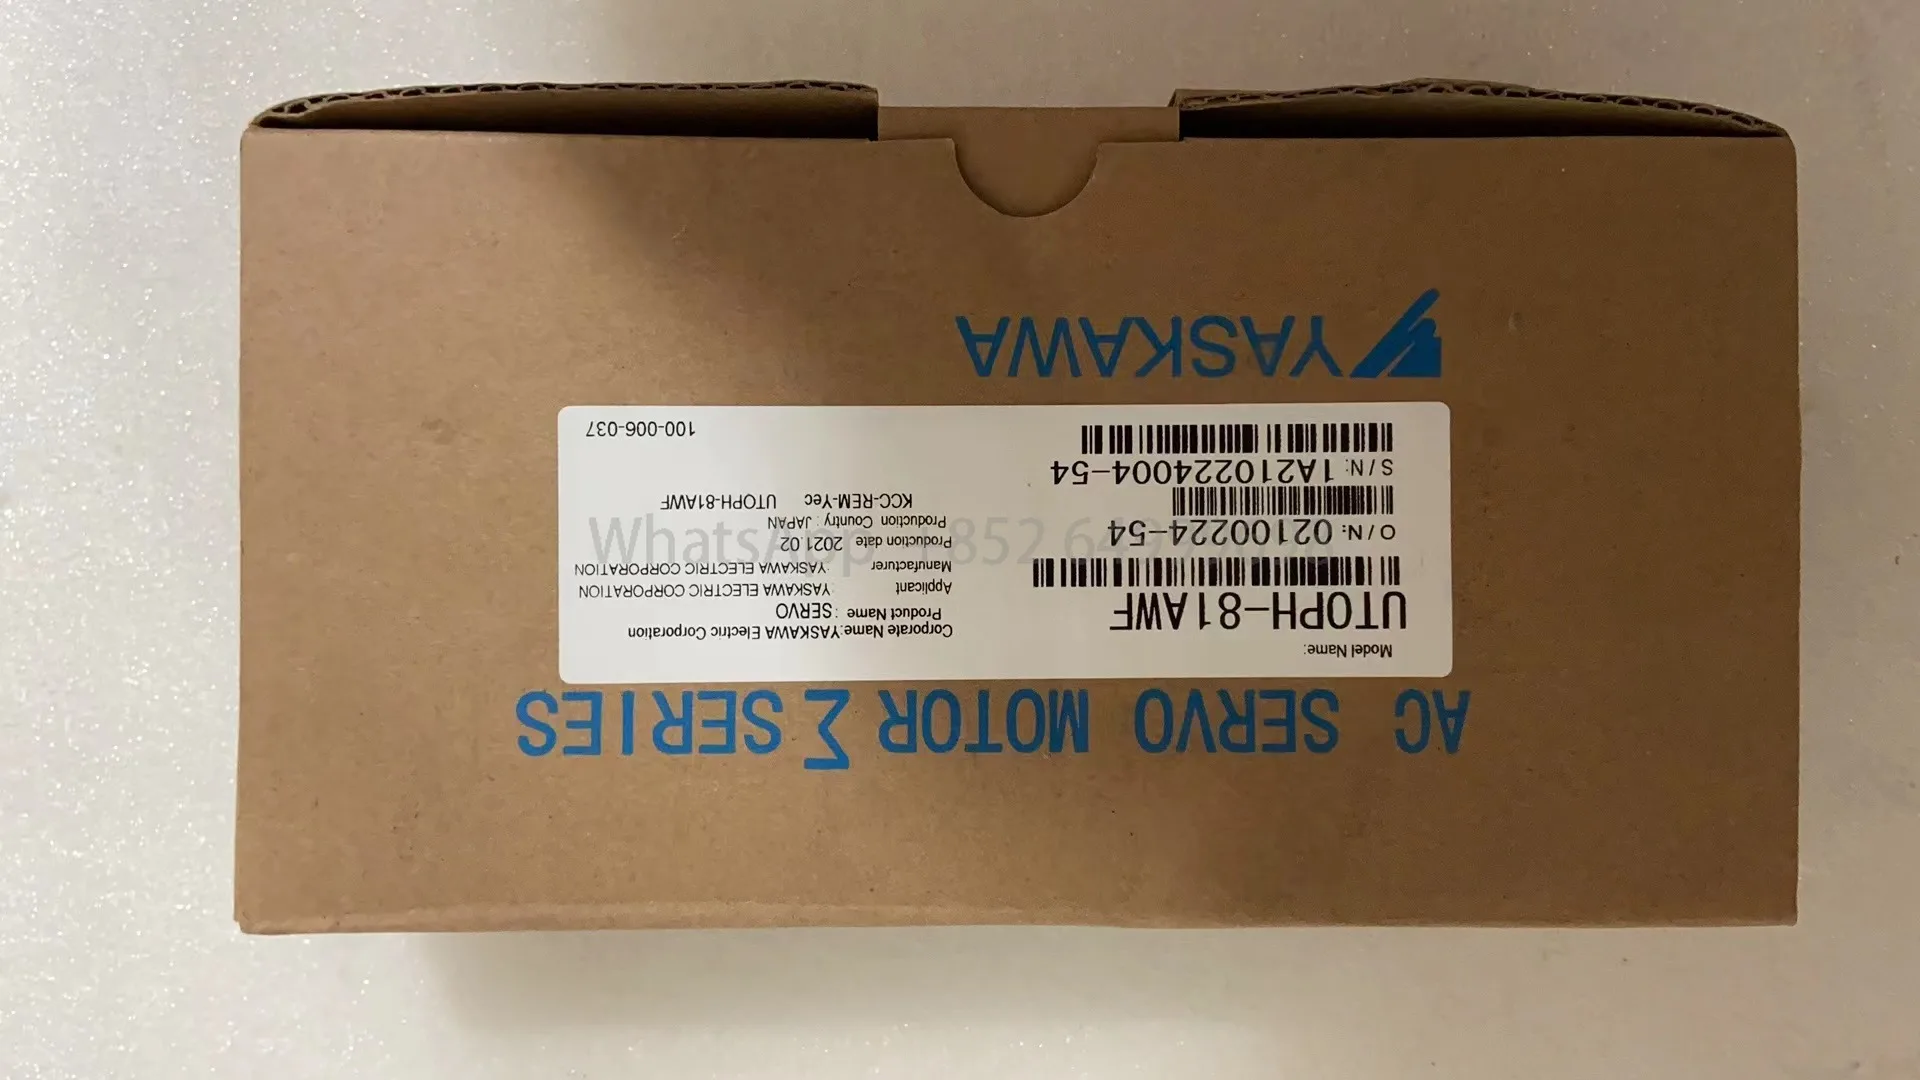 AC SERVO MOTOR Σ SERIES
Model Name:
UTOPH-81AWF
O/N: 02100224-54
S/N: 1A210224004-54
Corporate Name:YASKAWA Electric Corporation
Product Name :SERVO
Applicant :YASKAWA ELECTRIC CORPORATION
Manufacturer :YASKAWA ELECTRIC CORPORATION
Production date 2021.02
Production Country : JAPAN
KCC-REM-Yec UTOPH-81AWF
100-006-037
YASKAWA
WhatsApp